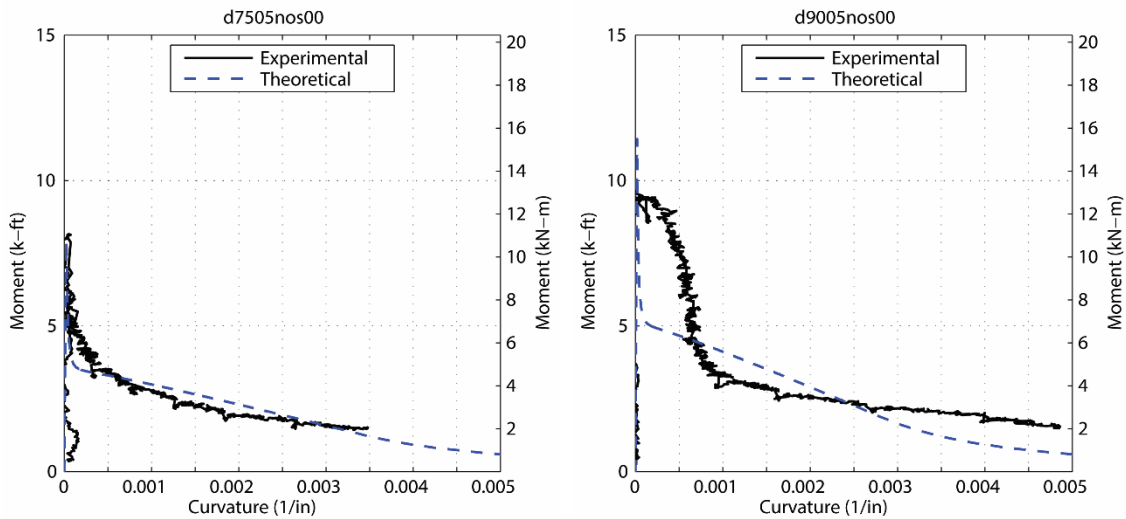 d7505nos00
15
10
5
0
Moment (k−ft)
Experimental
Theoretical
20
18
16
14
12
10
8
6
4
2
Moment (kN−m)
0 0.001 0.002 0.003 0.004 0.005
Curvature (1/in)
d9005nos00
15
10
5
0
Moment (k−ft)
Experimental
Theoretical
20
18
16
14
12
10
8
6
4
2
Moment (kN−m)
0 0.001 0.002 0.003 0.004 0.005
Curvature (1/in)